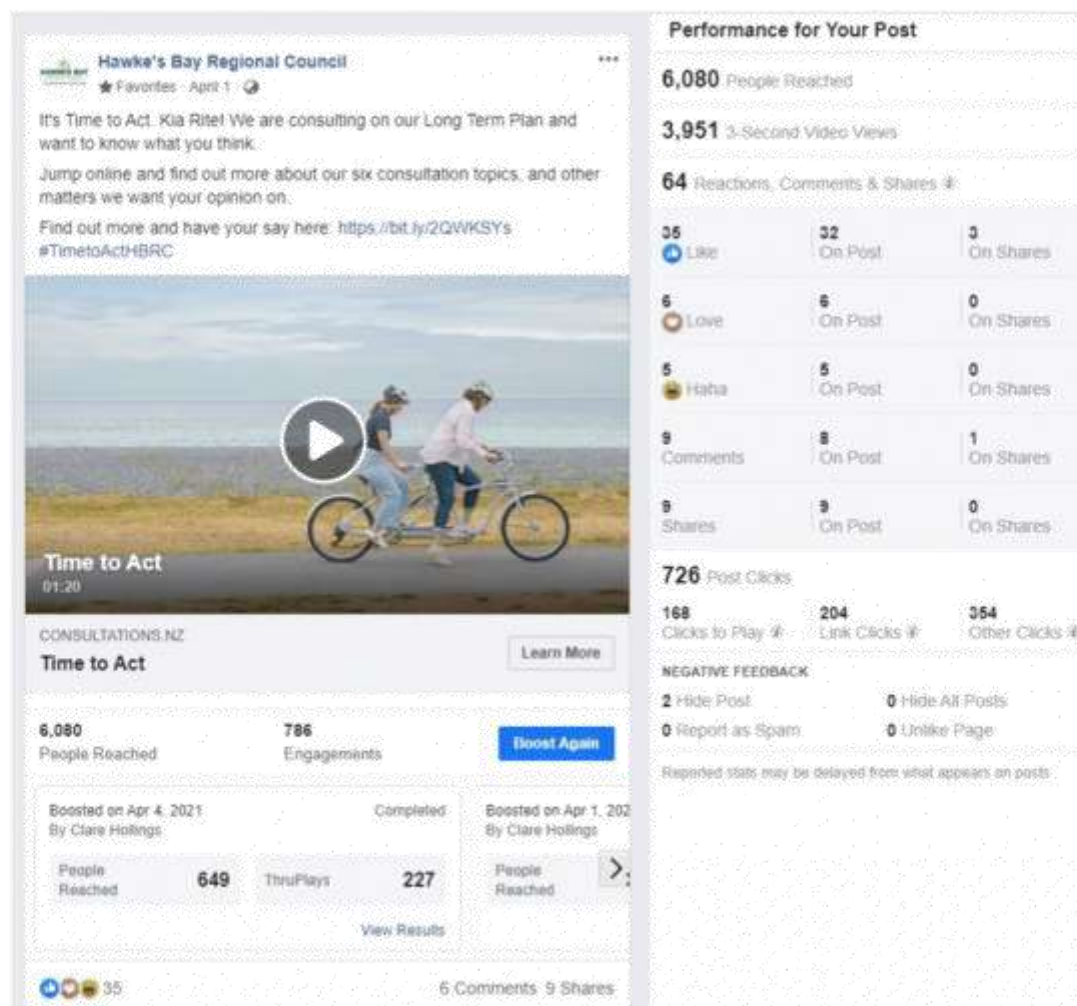 Hawke's Bay Regional Council
Favorites · April 1
It's Time to Act. Kia Rite! We are consulting on our Long Term Plan and
want to know what you think.
Jump online and find out more about our six consultation topics, and other
matters we want your opinion on.
Find out more and have your say here: https://bit.ly/2QWKSYs
#TimetoActHBRC
Time to Act
01:20
CONSULTATIONS.NZ
Time to Act
Learn More
6,080 786
People Reached Engagements
Boost Again
Boosted on Apr 4, 2021 Completed
By Clare Hollings
People Reached 649 ThruPlays 227
View Results
Boosted on Apr 1, 202
By Clare Hollings
People Reached
35 6 Comments 9 Shares
Performance for Your Post
6,080 People Reached
3,951 3-Second Video Views
64 Reactions, Comments & Shares
35 32 3
Like On Post On Shares
6 6 0
Love On Post On Shares
5 5 0
Haha On Post On Shares
9 8 1
Comments On Post On Shares
9 9 0
Shares On Post On Shares
726 Post Clicks
168 204 354
Clicks to Play Link Clicks Other Clicks
NEGATIVE FEEDBACK
2 Hide Post 0 Hide All Posts
0 Report as Spam 0 Unlike Page
Reported stats may be delayed from what appears on posts